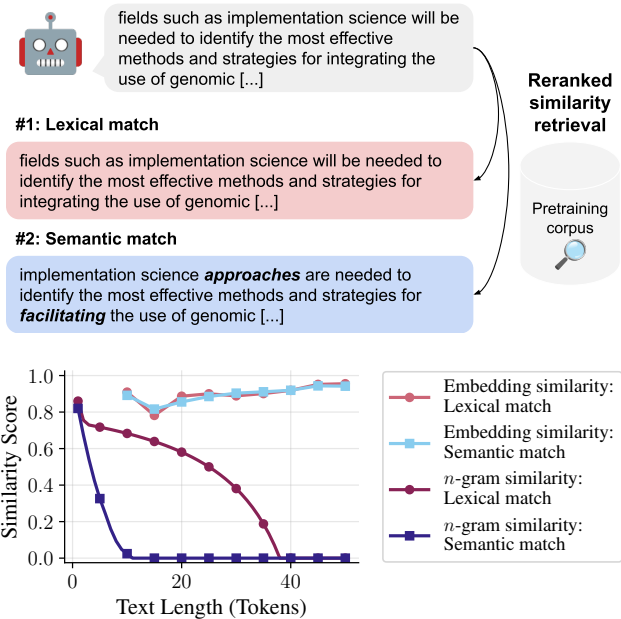 fields such as implementation science will be
needed to identify the most effective
methods and strategies for integrating the
use of genomic [...]
Reranked
similarity
retrieval
#1: Lexical match
fields such as implementation science will be needed to
identify the most effective methods and strategies for
integrating the use of genomic [...]
Pretraining
corpus
#2: Semantic match
implementation science approaches are needed to
identify the most effective methods and strategies for
facilitating the use of genomic [...]
Similarity Score
1.0
0.8
0.6
0.4
0.2
0.0
0
20
40
Text Length (Tokens)
Embedding similarity:
Lexical match
Embedding similarity:
Semantic match
n-gram similarity:
Lexical match
n-gram similarity:
Semantic match